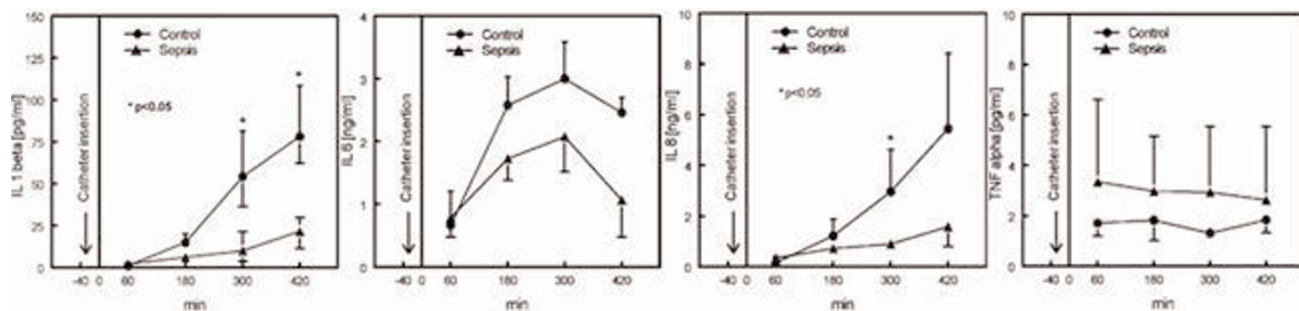 150
125
100
75
50
25
0
IL 1 beta [pg/ml]
Control
Sepsis
* p<0.05
*
*
Catheter insertion
-40 0 60 180 300 420
min
4
3
2
1
0
IL6 [ng/ml]
Control
Sepsis
Catheter insertion
-40 0 60 180 300 420
min
10
8
6
4
2
0
IL8 [ng/ml]
Control
Sepsis
* p<0.05
*
Catheter insertion
-40 0 60 180 300 420
min
10
8
6
4
2
0
TNF alpha [pg/ml]
Control
Sepsis
Catheter insertion
-40 0 60 180 300 420
min